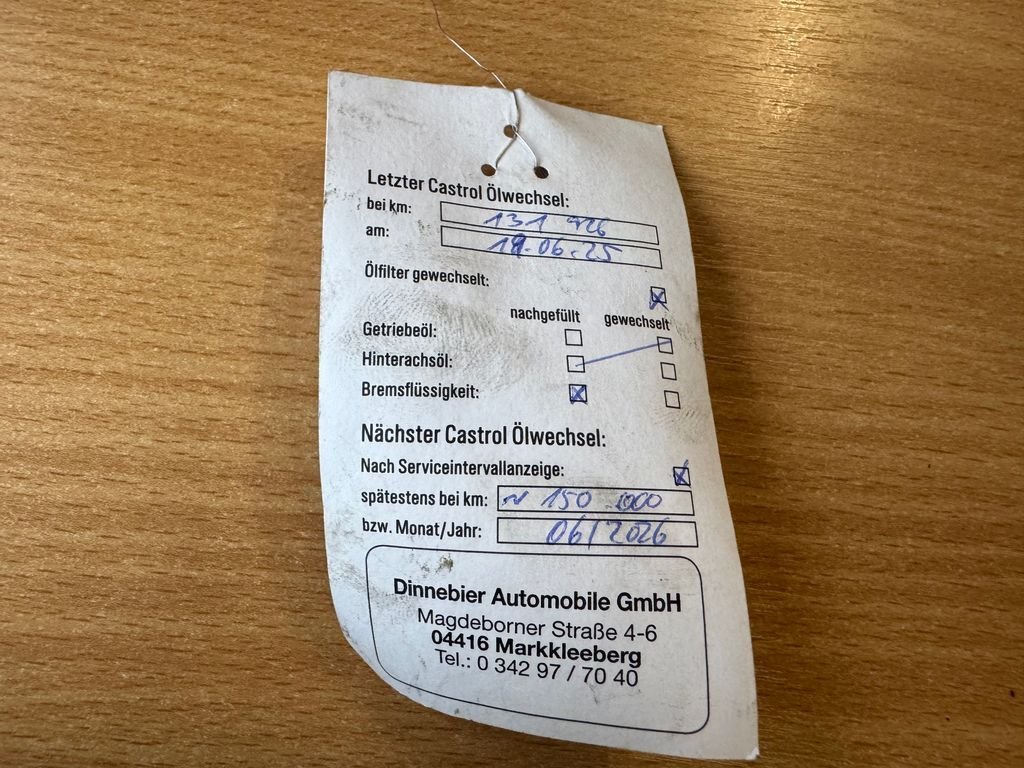 Letzter Castrol Ölwechsel:
bei km: 131 726
am: 19.06.25
Ölfilter gewechselt:
nachgefüllt gewechselt
Getriebeöl:
Hinterachsöl:
Bremsflüssigkeit:
Nächster Castrol Ölwechsel:
Nach Serviceintervallanzeige:
spätestens bei km: ~ 150 000
bzw. Monat/Jahr: 06/2026
Dinnebier Automobile GmbH
Magdeborner Straße 4-6
04416 Markkleeberg
Tel.: 0 342 97 / 70 40